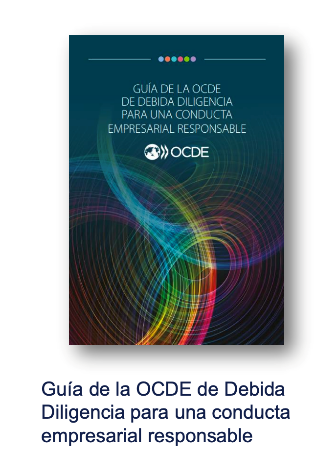 GUÍA DE LA OCDE
DE DEBIDA DILIGENCIA
PARA UNA CONDUCTA
EMPRESARIAL RESPONSABLE
OCDE
Guía de la OCDE de Debida
Diligencia para una conducta
empresarial responsable